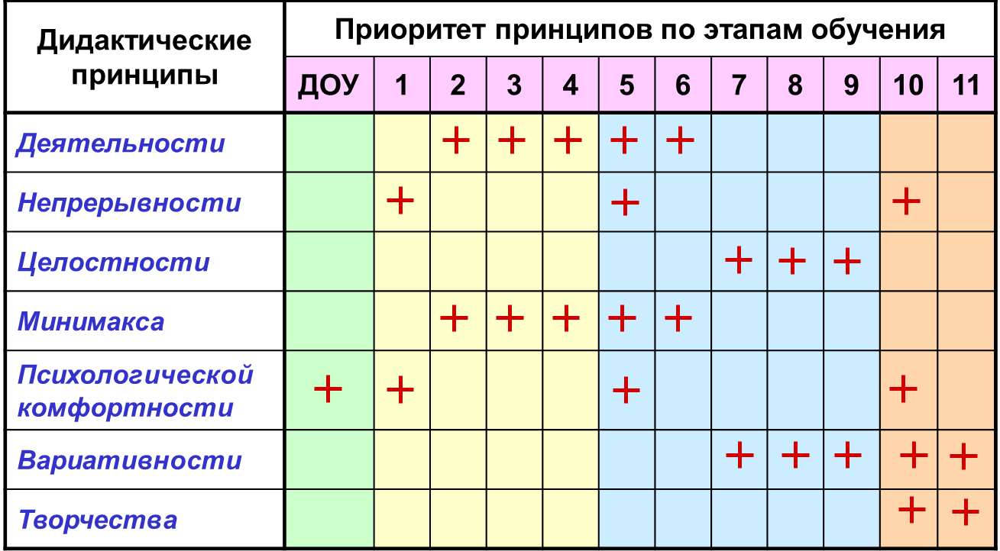 Дидактические
принципы
Приоритет принципов по этапам обучения
ДОУ 1 2 3 4 5 6 7 8 9 10 11
Деятельности + + + + +
Непрерывности + + +
Целостности + + +
Минимакса + + + + +
Психологической
комфортности + + + +
Вариативности + + + + +
Творчества + +